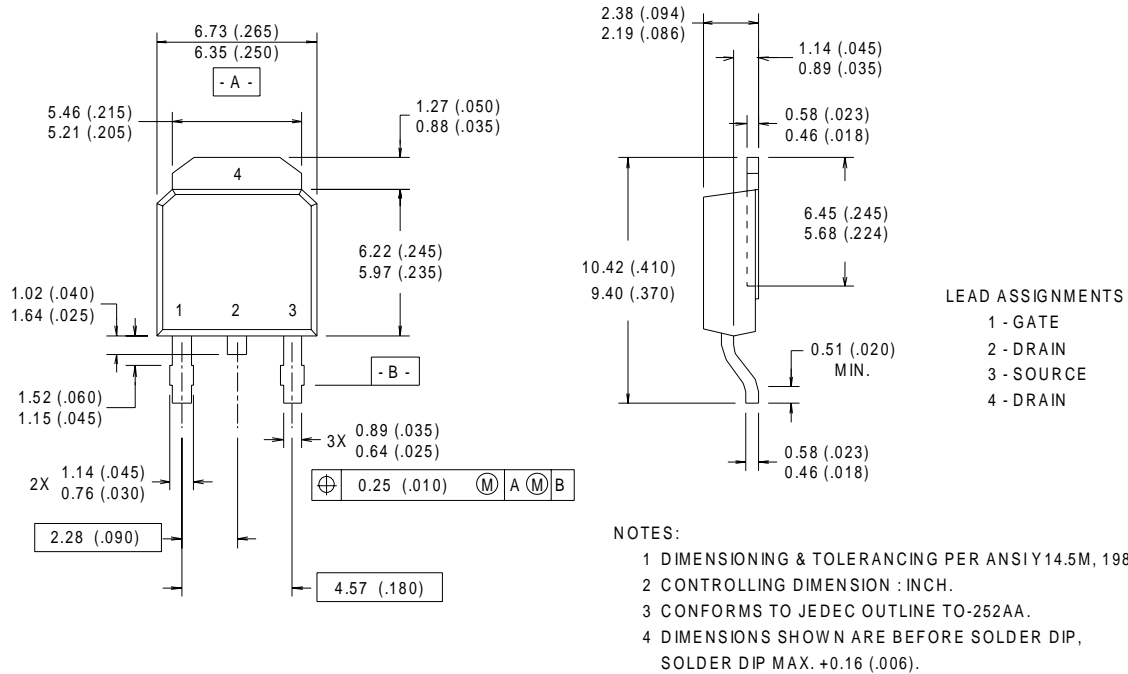 6.73 (.265)
6.35 (.250)
- A -
5.46 (.215)
5.21 (.205)
1.27 (.050)
0.88 (.035)
4
6.22 (.245)
5.97 (.235)
1.02 (.040)
1.64 (.025)
1 2 3
- B -
1.52 (.060)
1.15 (.045)
3X 0.89 (.035)
0.64 (.025)
2X 1.14 (.045)
0.76 (.030)
0.25 (.010) M A M B
2.28 (.090)
4.57 (.180)
2.38 (.094)
2.19 (.086)
1.14 (.045)
0.89 (.035)
0.58 (.023)
0.46 (.018)
6.45 (.245)
5.68 (.224)
10.42 (.410)
9.40 (.370)
0.51 (.020)
MIN.
0.58 (.023)
0.46 (.018)
LEAD ASSIGNMENTS
1 - GATE
2 - DRAIN
3 - SOURCE
4 - DRAIN
NOTES:
1 DIMENSIONING & TOLERANCING PER ANSI Y14.5M, 198
2 CONTROLLING DIMENSION : INCH.
3 CONFORMS TO JEDEC OUTLINE TO-252AA.
4 DIMENSIONS SHOWN ARE BEFORE SOLDER DIP,
SOLDER DIP MAX. +0.16 (.006).